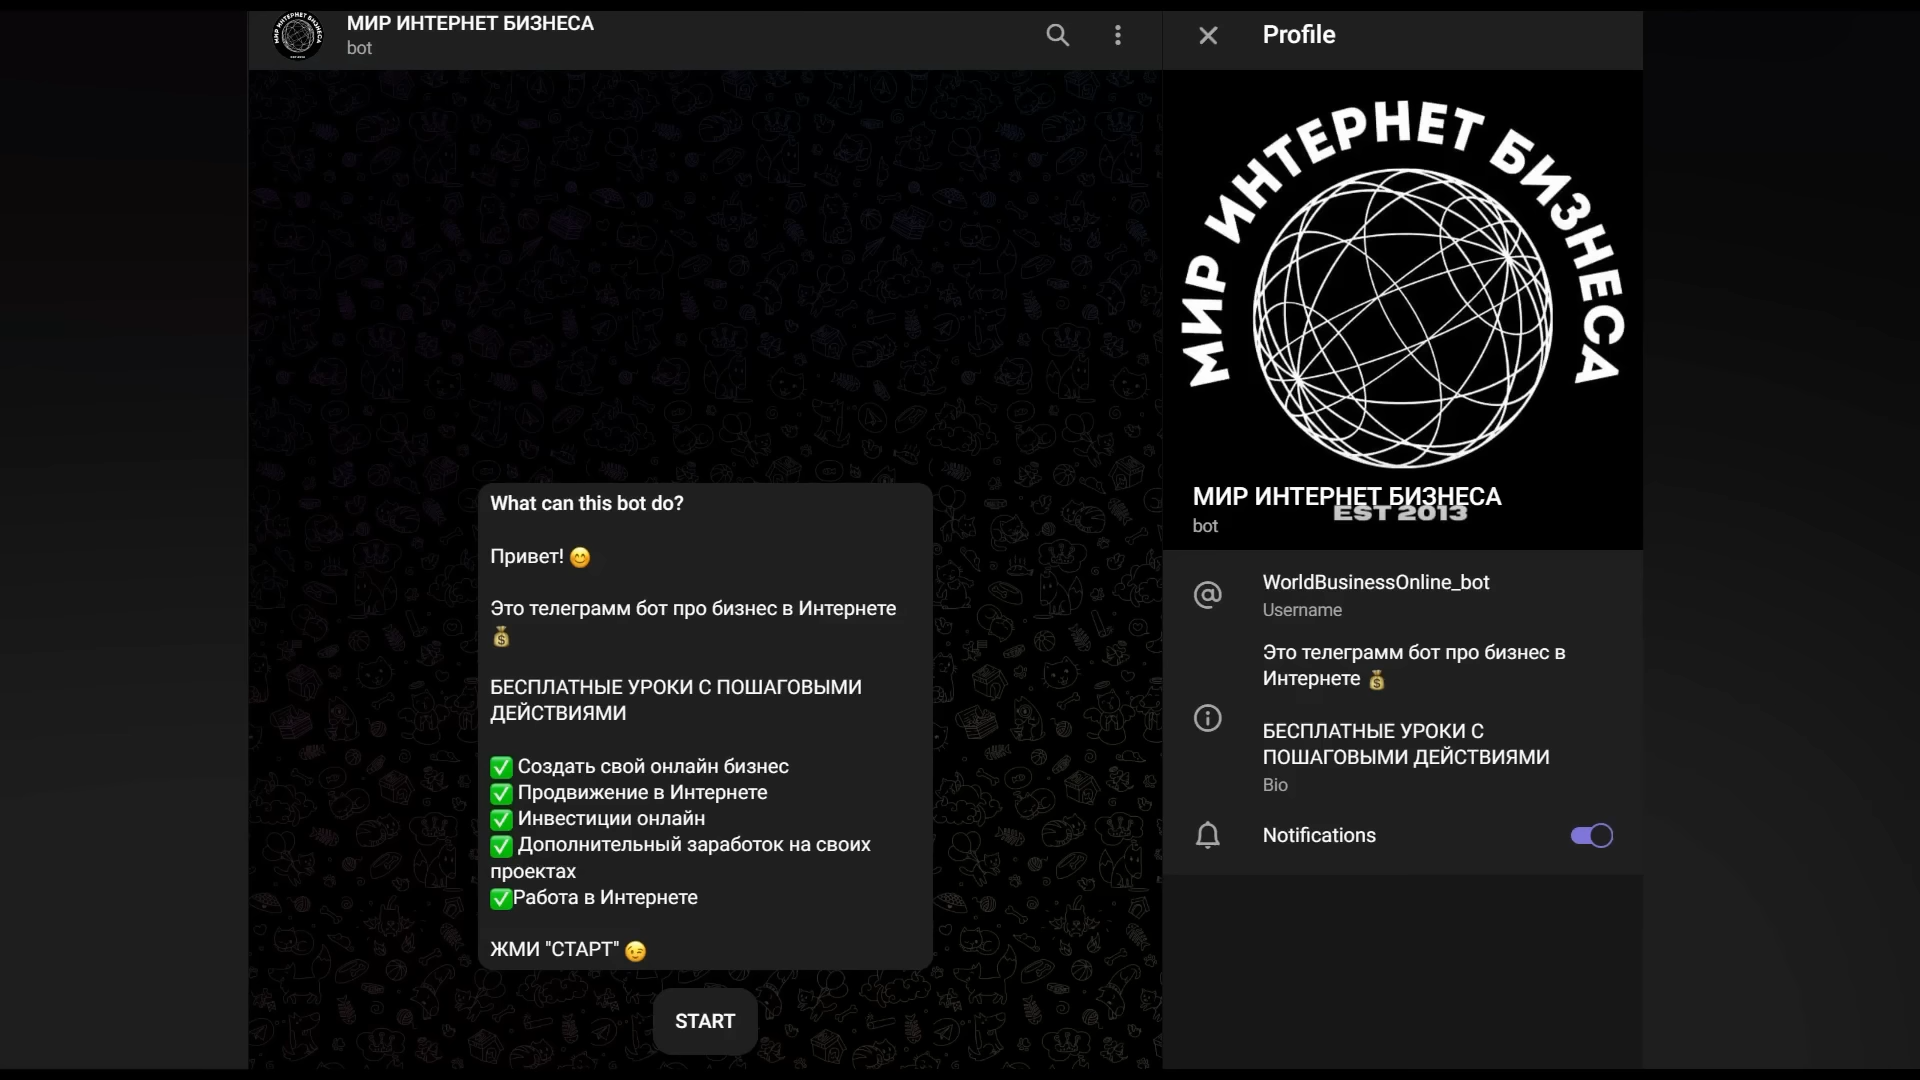 МИР ИНТЕРНЕТ БИЗНЕСА
bot
What can this bot do?
Привет! 😊
Это телеграмм бот про бизнес в Интернете
💰
БЕСПЛАТНЫЕ УРОКИ С ПОШАГОВЫМИ
ДЕЙСТВИЯМИ
✅ Создать свой онлайн бизнес
✅ Продвижение в Интернете
✅ Инвестиции онлайн
✅ Дополнительный заработок на своих
проектах
✅Работа в Интернете
ЖМИ "СТАРТ" 😉
START
Profile
МИР ИНТЕРНЕТ БИЗНЕСА
EST 2013
МИР ИНТЕРНЕТ БИЗНЕСА
bot
WorldBusinessOnline_bot
Username
Это телеграмм бот про бизнес в
Интернете 💰
БЕСПЛАТНЫЕ УРОКИ С
ПОШАГОВЫМИ ДЕЙСТВИЯМИ
Bio
Notifications